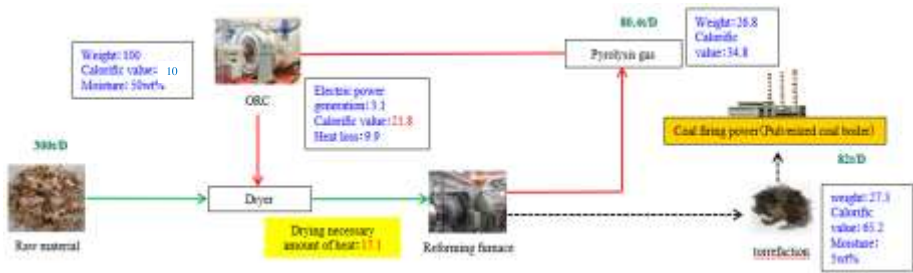 80.4t/D
Weight:26.8
Calorific
value:34.8
Pyrolysis gas
Weight:100
Calorific value: 10
Moisture: 50wt%
ORC
Electric power
generation:3.1
Calorific value:21.8
Heat loss:9.9
Coal firing power(Pulverized coal boiler)
300t/D
82t/D
Raw material
Dryer
Drying necessary
amount of heat:17.1
Reforming furnace
torrefaction
weight:27.3
Calorific
value:65.2
Moisture:
5wt%